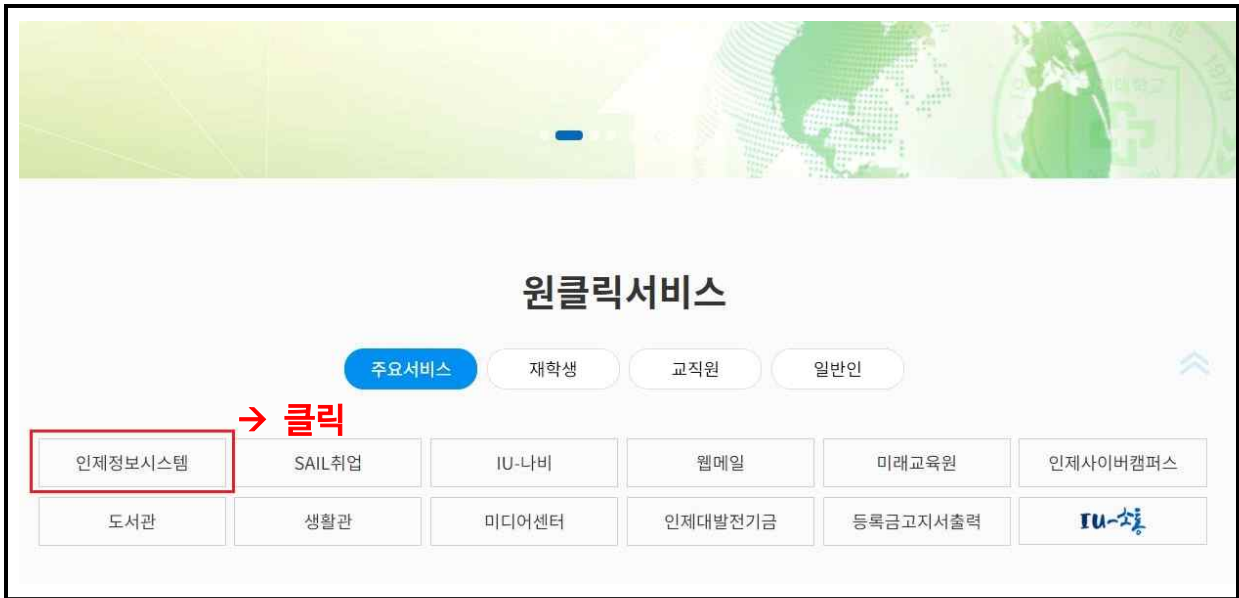 원클릭서비스
주요서비스 재학생 교직원 일반인
→ 클릭
인제정보시스템 SAIL취업 IU-나비 웹메일 미래교육원 인제사이버캠퍼스
도서관 생활관 미디어센터 인제대발전기금 등록금고지서출력 IU-소통